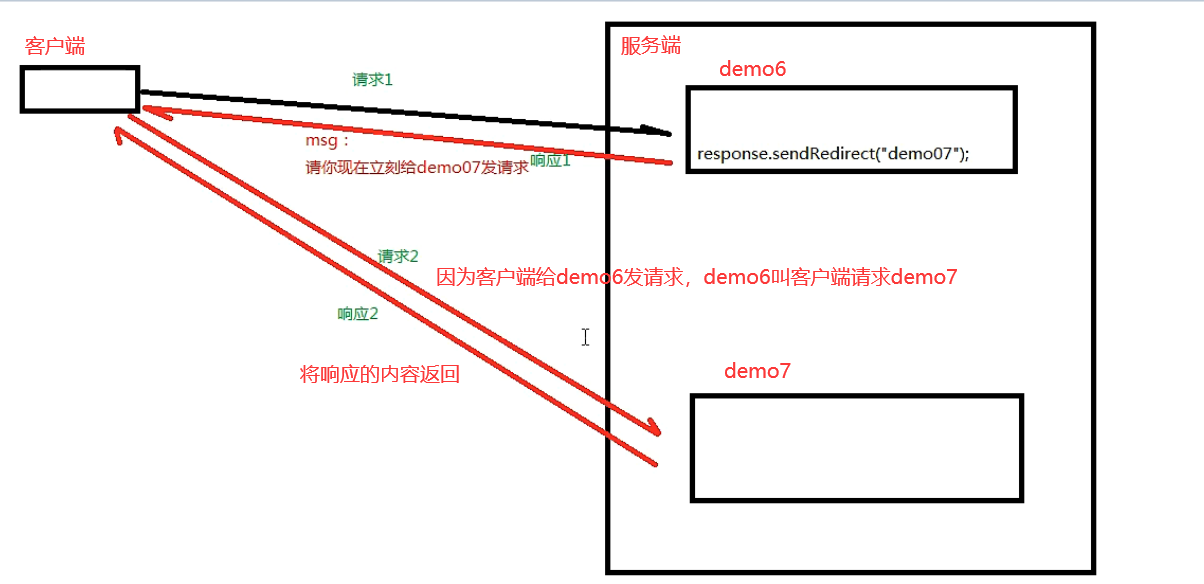 客户端
服务端
demo6
请求1
response.sendRedirect("demo07");
msg：
请你现在立刻给demo07发请求
响应1
请求2
因为客户端给demo6发请求，demo6叫客户端请求demo7
响应2
将响应的内容返回
demo7